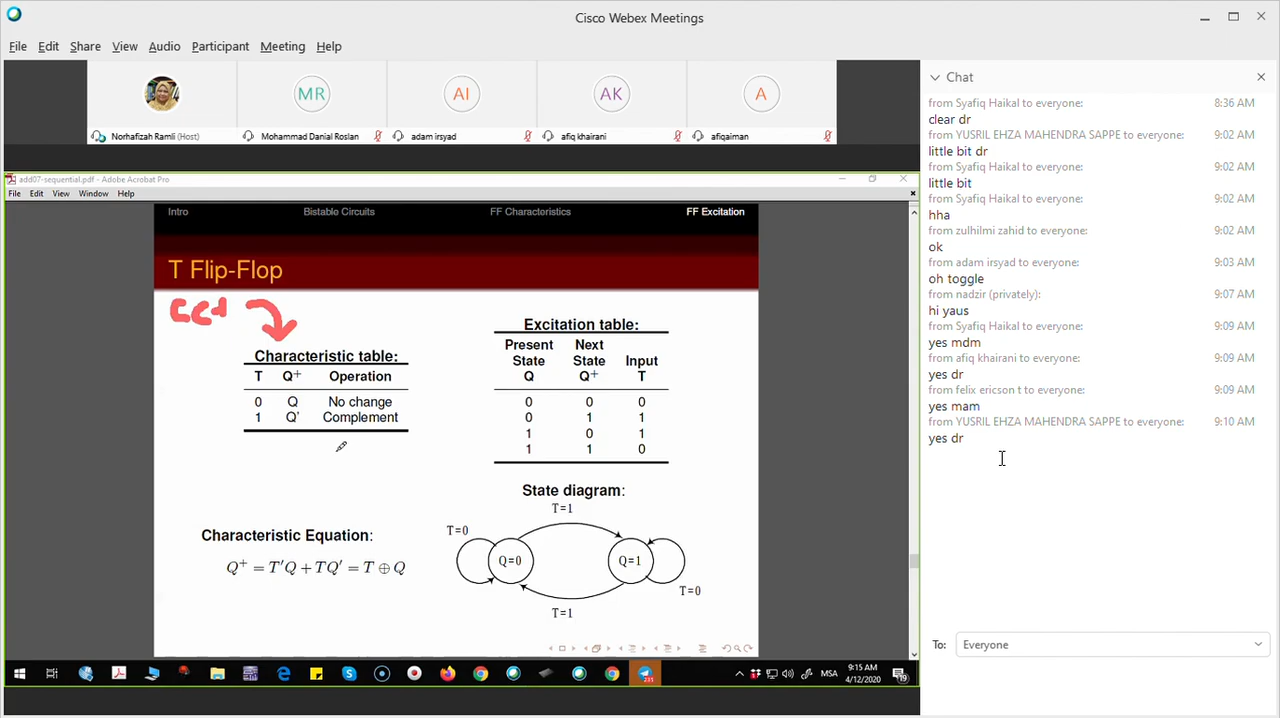 Cisco Webex Meetings
File Edit Share View Audio Participant Meeting Help
MR AI AK A
Norhafizah Ramli (Host) Mohammad Danial Roslan adam irsyad afiq khairani afiqaiman
add07-sequential.pdf - Adobe Acrobat Pro
File Edit View Window Help
Intro Bistable Circuits FF Characteristics FF Excitation
T Flip-Flop
Characteristic table:
T Q+ Operation
0 Q No change
1 Q' Complement
Excitation table:
Present Next
State State Input
Q Q+ T
0 0 0
0 1 1
1 0 1
1 1 0
Characteristic Equation:
Q+ = T′Q + TQ′ = T ⊕ Q
State diagram:
T=1
T=0
Q=0 Q=1
T=0
T=1
231
MSA
9:15 AM
4/12/2020
19
Chat
from Syafiq Haikal to everyone: 8:36 AM
clear dr
from YUSRIL EHZA MAHENDRA SAPPE to everyone: 9:02 AM
little bit dr
from Syafiq Haikal to everyone: 9:02 AM
little bit
from Syafiq Haikal to everyone: 9:02 AM
hha
from zulhilmi zahid to everyone: 9:02 AM
ok
from adam irsyad to everyone: 9:03 AM
oh toggle
from nadzir (privately): 9:07 AM
hi yaus
from Syafiq Haikal to everyone: 9:09 AM
yes mdm
from afiq khairani to everyone: 9:09 AM
yes dr
from felix ericson t to everyone: 9:09 AM
yes mam
from YUSRIL EHZA MAHENDRA SAPPE to everyone: 9:10 AM
yes dr
To: Everyone